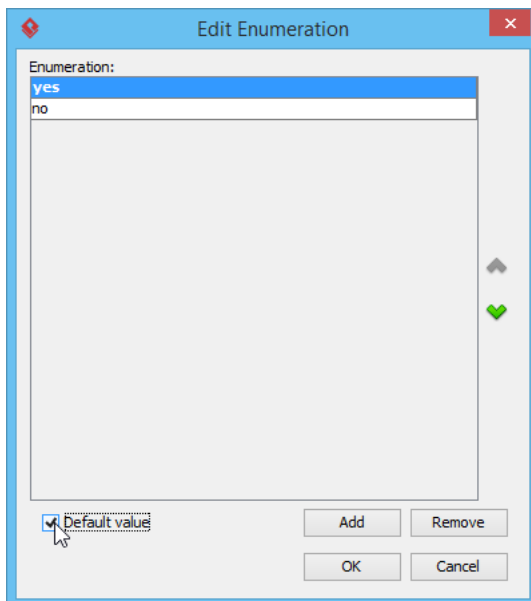 Edit Enumeration
Enumeration:
yes
no
Default value
Add Remove
OK Cancel